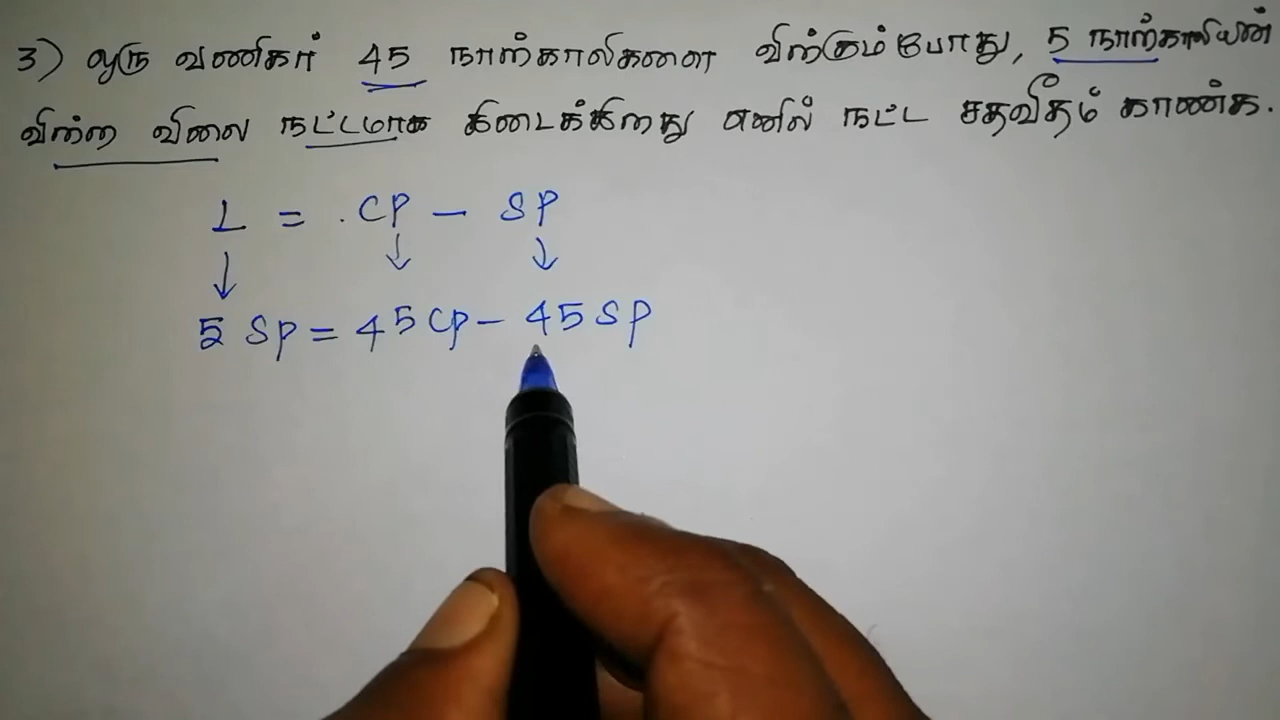 3) ஒரு வணிகர் 45 நாற்காலிகளை விற்கும்போது, 5 நாற்காலியின்
விற்ற விலை நட்டமாக கிடைக்கிறது எனில் நட்ட சதவீதம் காண்க.
L = CP - SP
↓ ↓ ↓
5 SP = 45 CP - 45 SP